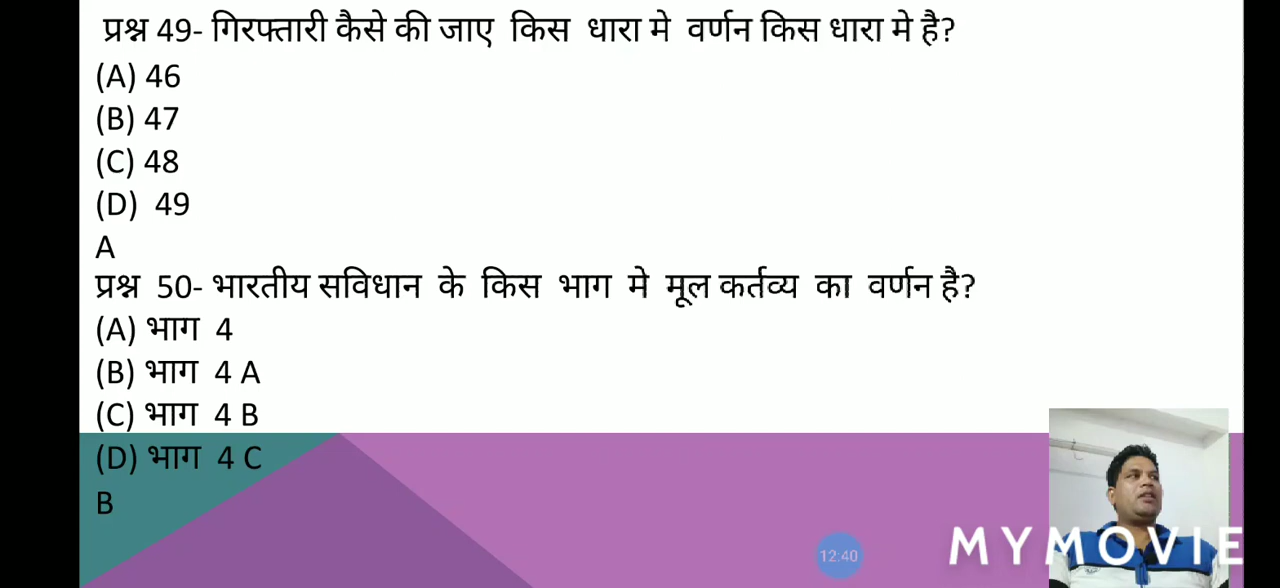 प्रश्न 49- गिरफ्तारी कैसे की जाए किस धारा मे वर्णन किस धारा मे है?
(A) 46
(B) 47
(C) 48
(D) 49
A
प्रश्न 50- भारतीय सविधान के किस भाग मे मूल कर्तव्य का वर्णन है?
(A) भाग 4
(B) भाग 4 A
(C) भाग 4 B
(D) भाग 4 C
B
12:40
MYMOVIE